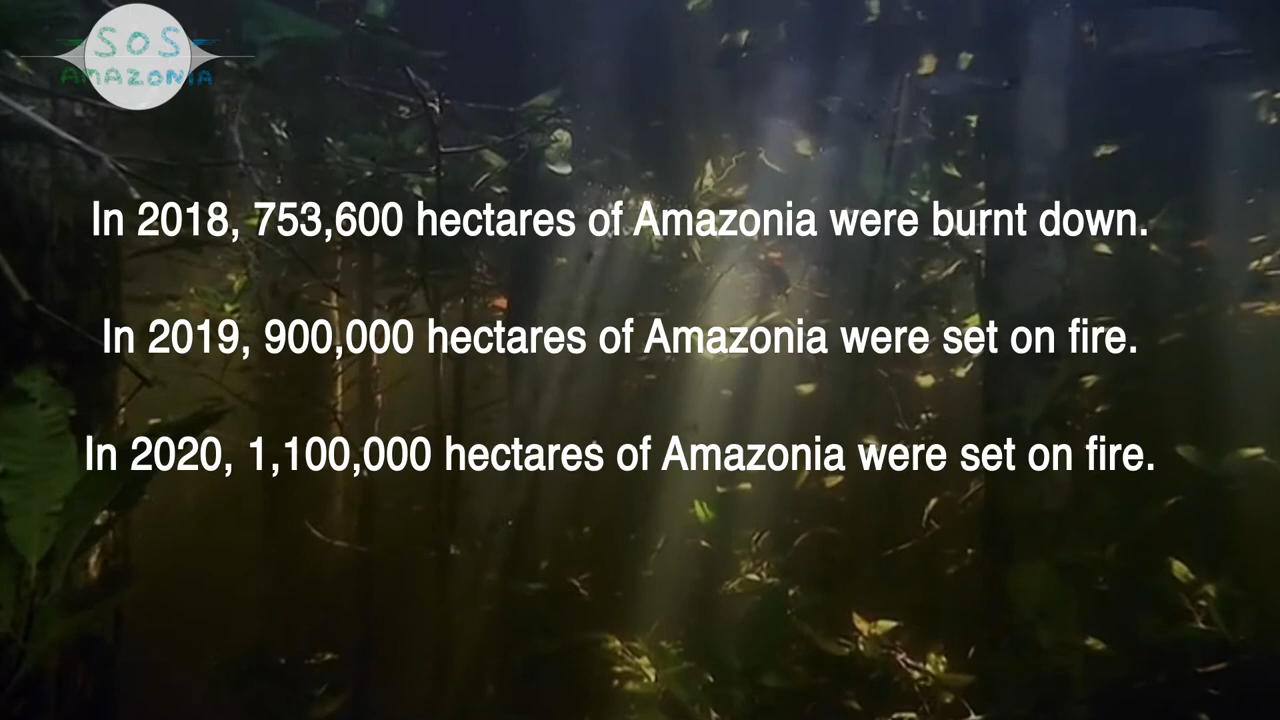 SOS
AMAZONIA
In 2018, 753,600 hectares of Amazonia were burnt down.
In 2019, 900,000 hectares of Amazonia were set on fire.
In 2020, 1,100,000 hectares of Amazonia were set on fire.